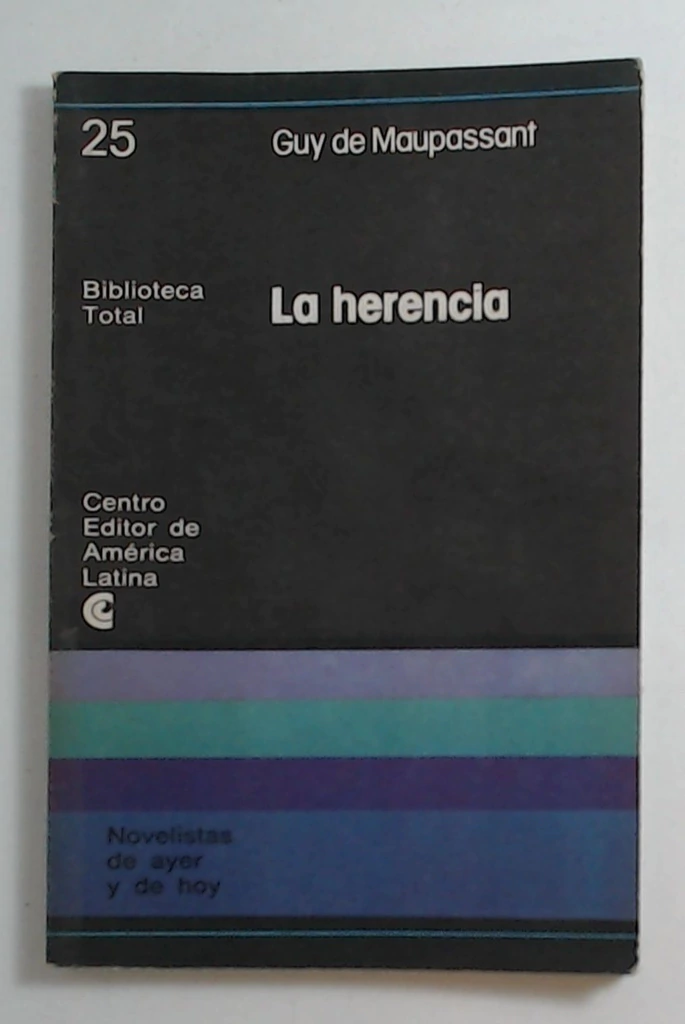 25
Guy de Maupassant
Biblioteca
Total
La herencia
Centro
Editor de
América
Latina
Novelistas
de ayer
y de hoy